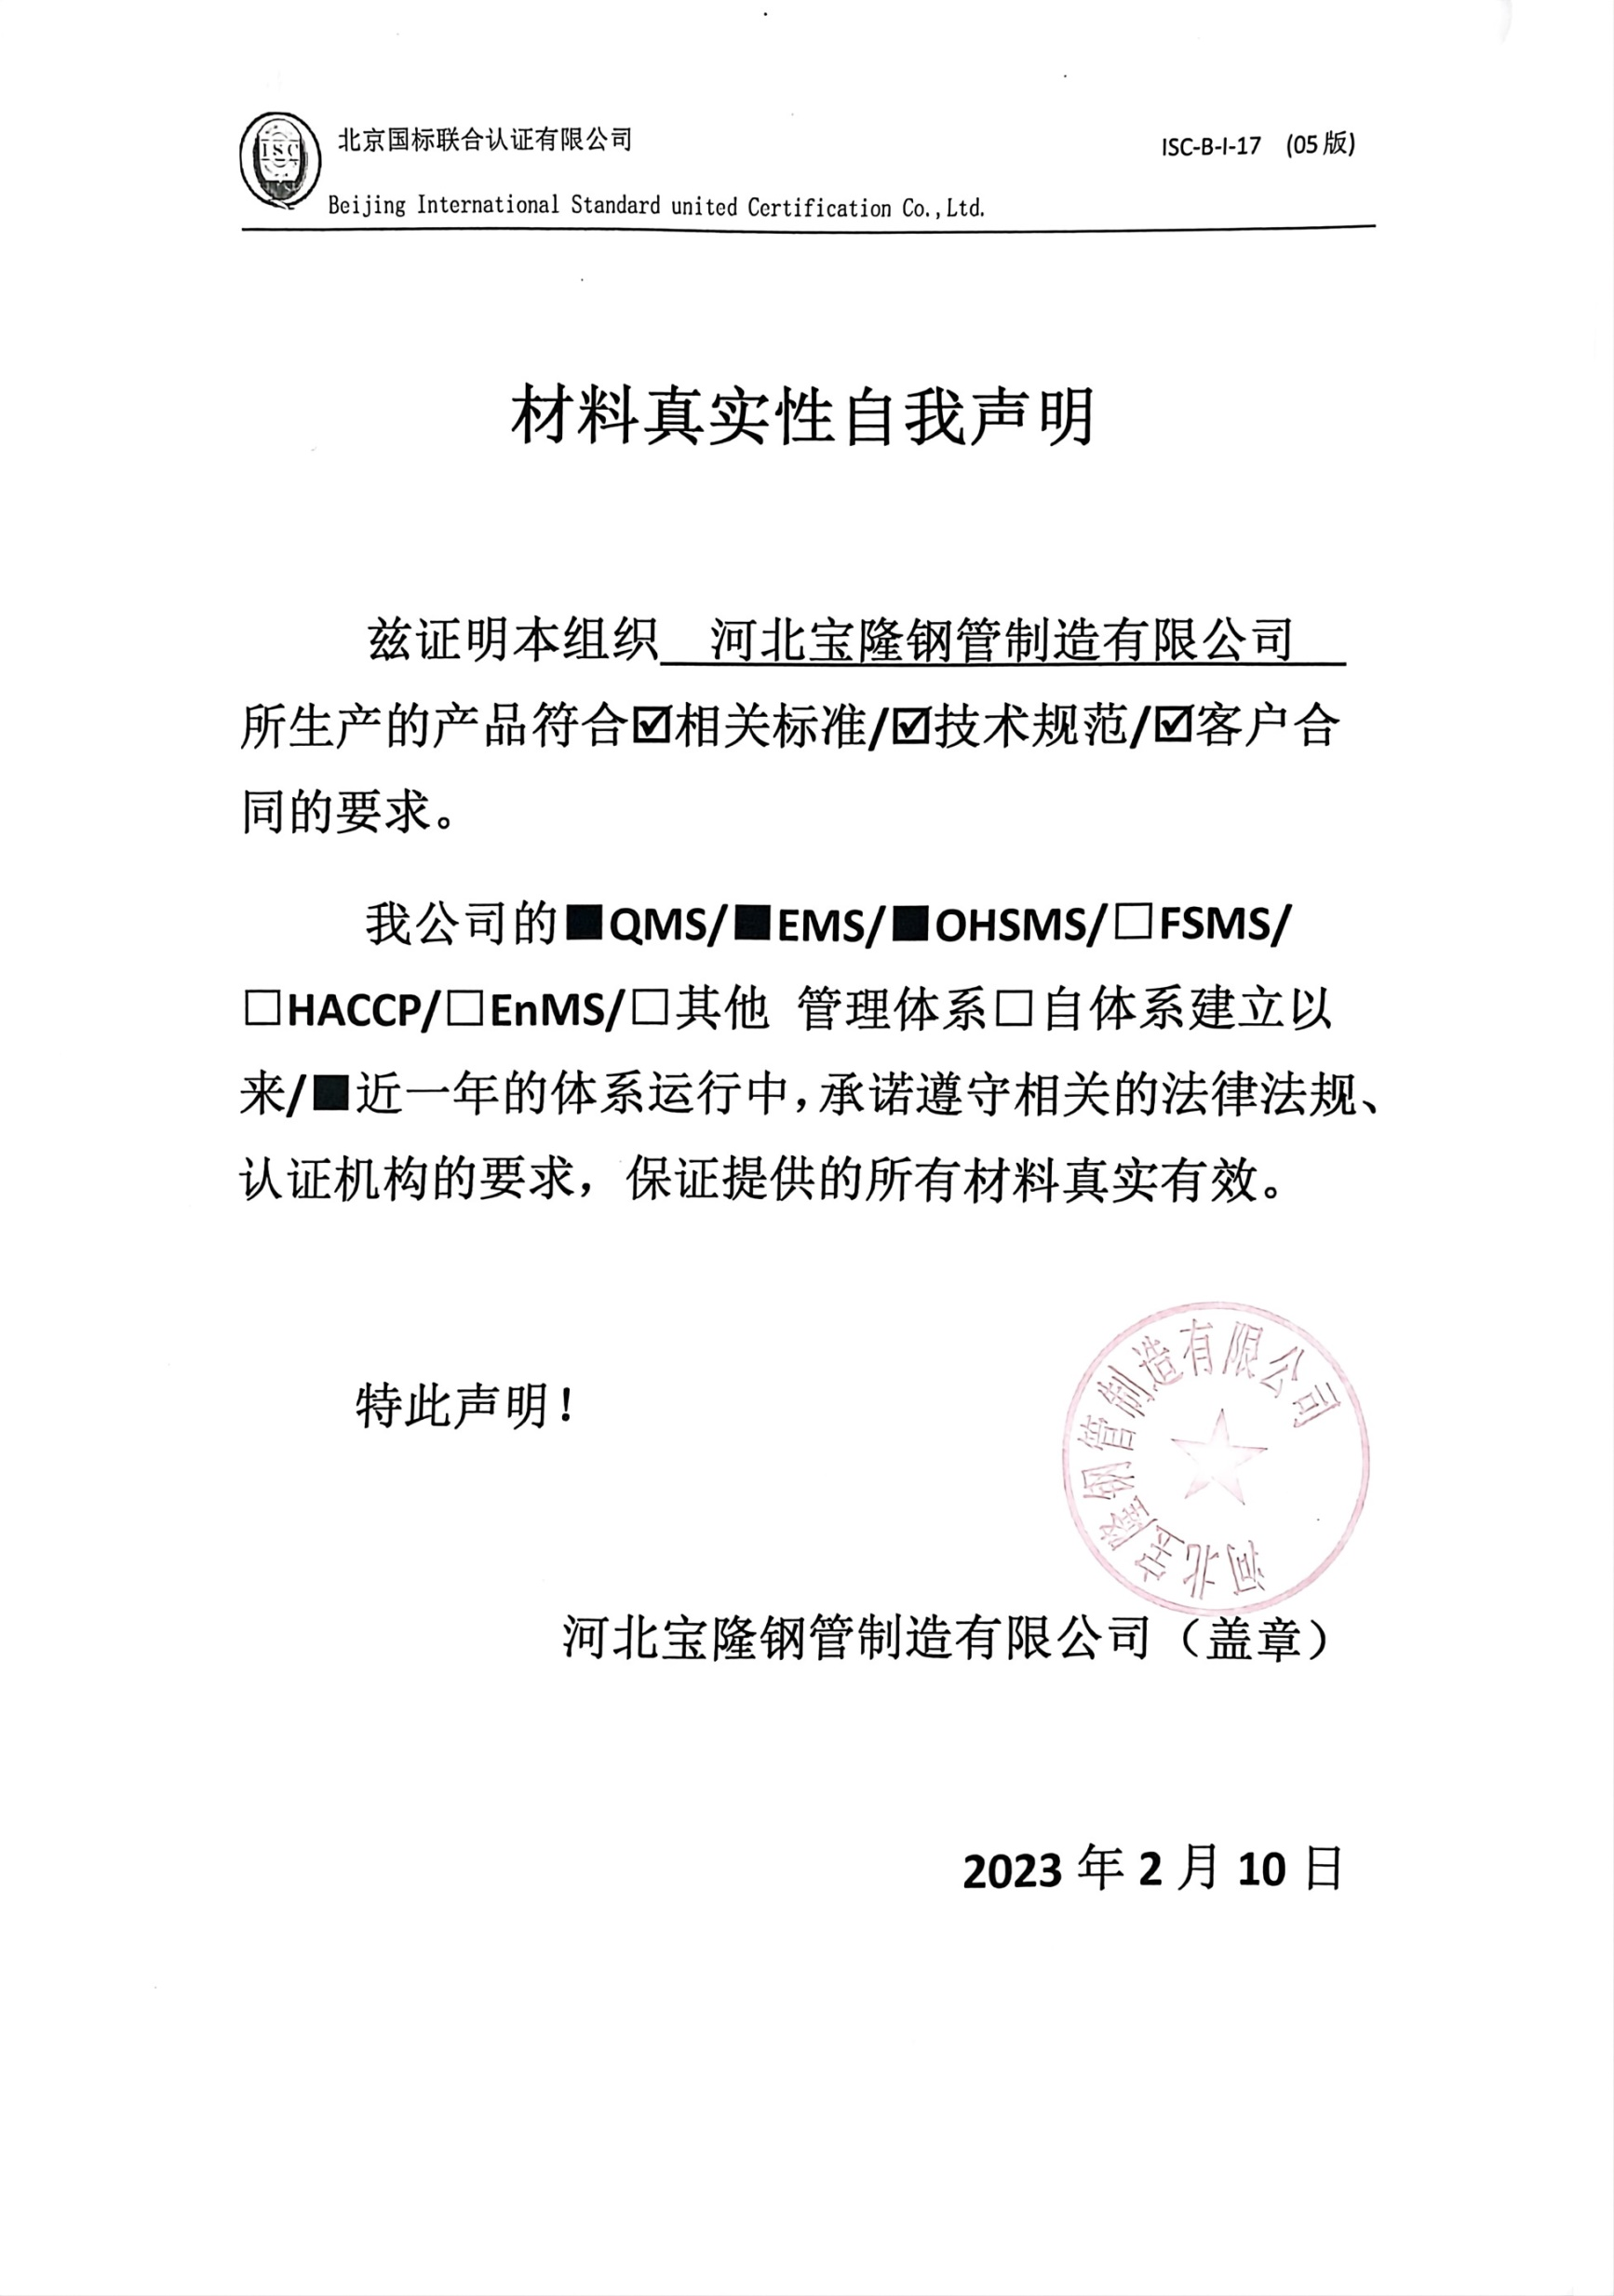 ISC
北京国标联合认证有限公司
ISC-B-I-17 (05版)
Beijing International Standard united Certification Co.,Ltd.
材料真实性自我声明
兹证明本组织 河北宝隆钢管制造有限公司
所生产的产品符合☑相关标准/☑技术规范/☑客户合
同的要求。
我公司的■QMS/■EMS/■OHSMS/□FSMS/
□HACCP/□EnMS/□其他 管理体系□自体系建立以
来/■近一年的体系运行中,承诺遵守相关的法律法规、
认证机构的要求，保证提供的所有材料真实有效。
特此声明！
河北宝隆钢管制造有限公司
河北宝隆钢管制造有限公司（盖章）
2023 年 2 月 10 日